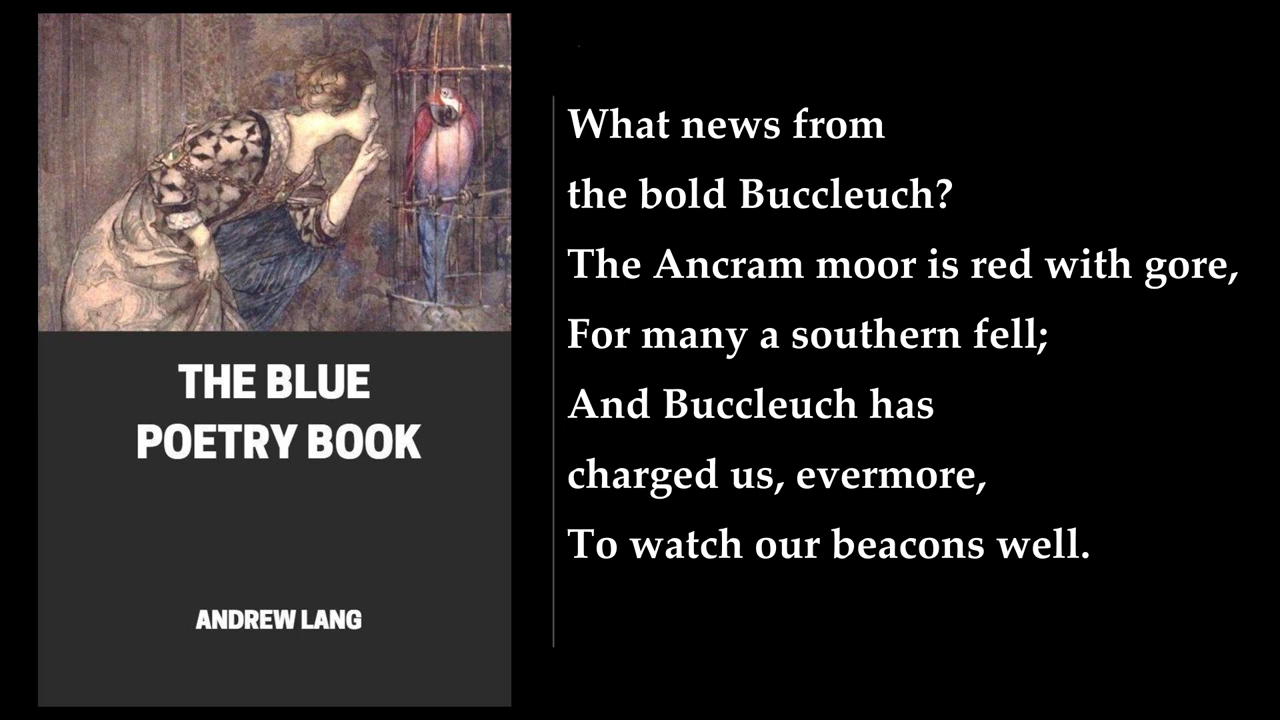 THE BLUE
POETRY BOOK
ANDREW LANG
What news from
the bold Buccleuch?
The Ancram moor is red with gore,
For many a southern fell;
And Buccleuch has
charged us, evermore,
To watch our beacons well.